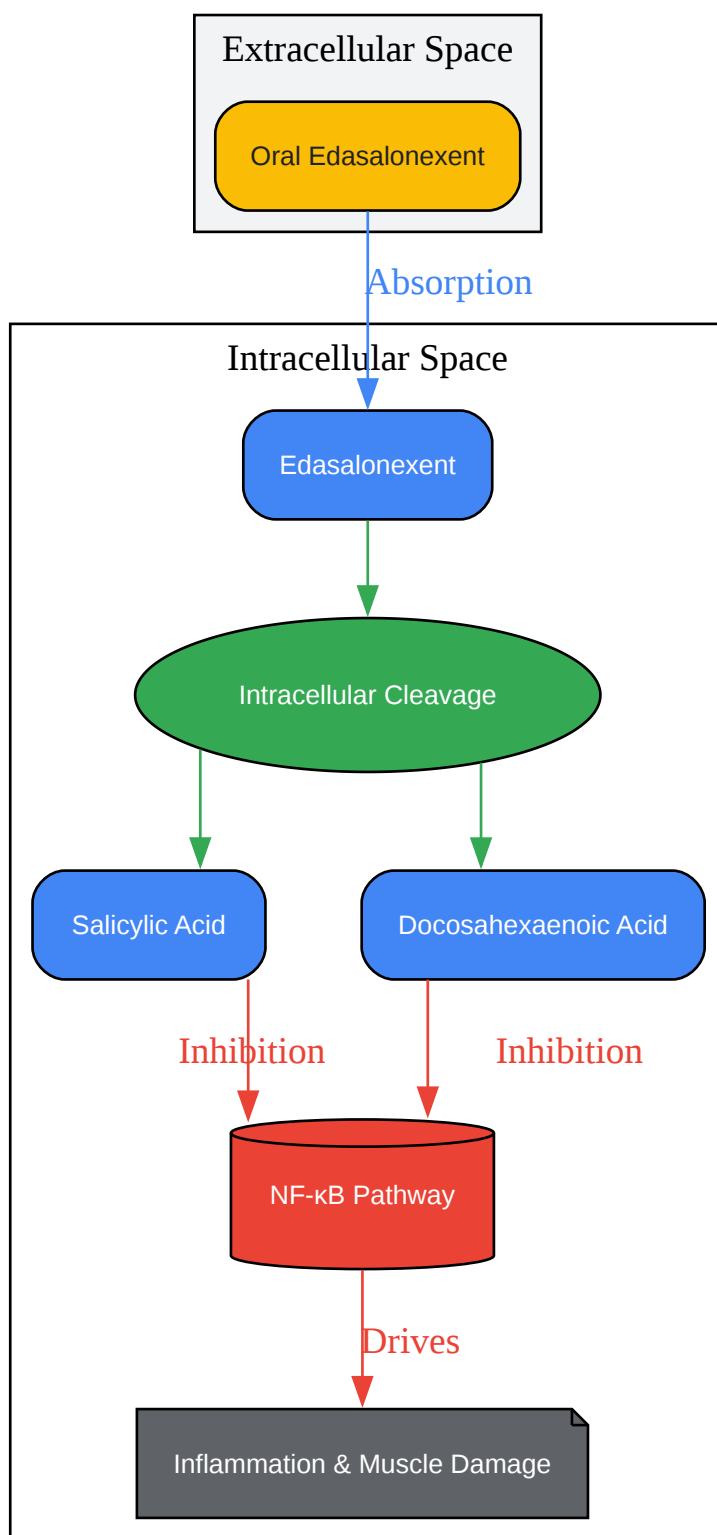 Extracellular Space
Oral Edasalonexent
Absorption
Intracellular Space
Edasalonexent
Intracellular Cleavage
Salicylic Acid
Docosahexaenoic Acid
Inhibition
Inhibition
NF-κB Pathway
Drives
Inflammation & Muscle Damage